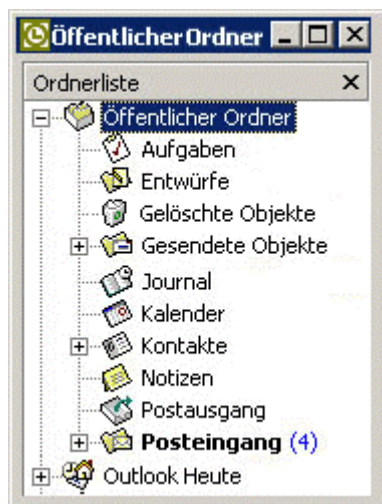 Öffentlicher Ordner
Ordnerliste
Öffentlicher Ordner
Aufgaben
Entwürfe
Gelöschte Objekte
Gesendete Objekte
Journal
Kalender
Kontakte
Notizen
Postausgang
Posteingang (4)
Outlook Heute